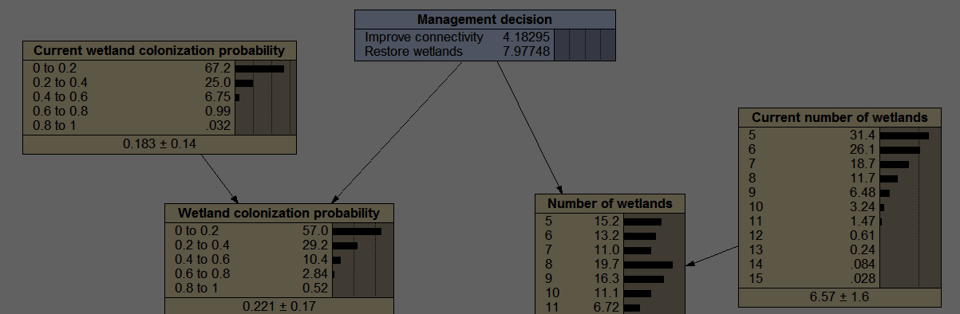 Management decision
Improve connectivity 4.18295
Restore wetlands 7.97748
Current wetland colonization probability
0 to 0.2 67.2
0.2 to 0.4 25.0
0.4 to 0.6 6.75
0.6 to 0.8 0.99
0.8 to 1 .032
0.183 ± 0.14
Current number of wetlands
5 31.4
6 26.1
7 18.7
8 11.7
9 6.48
10 3.24
11 1.47
12 0.61
13 0.24
14 .084
15 .028
6.57 ± 1.6
Wetland colonization probability
0 to 0.2 57.0
0.2 to 0.4 29.2
0.4 to 0.6 10.4
0.6 to 0.8 2.84
0.8 to 1 0.52
0.221 ± 0.17
Number of wetlands
5 15.2
6 13.2
7 11.0
8 19.7
9 16.3
10 11.1
11 6.72